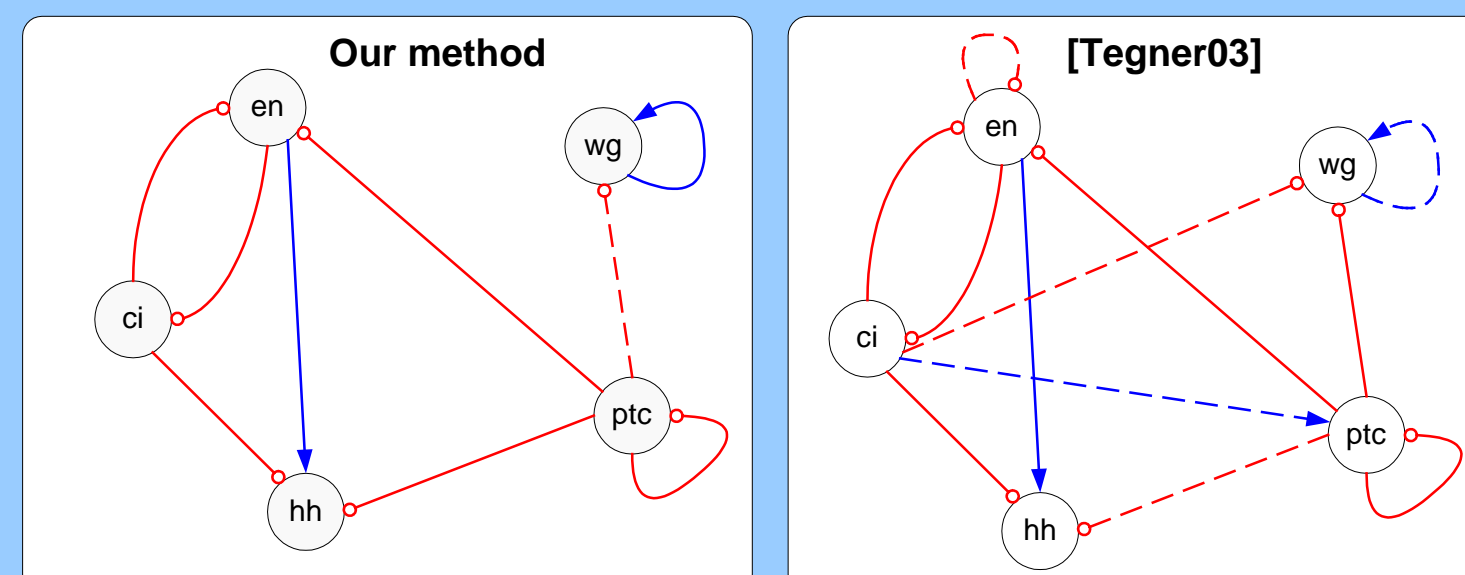 Our method
en
wg
ci
ptc
hh
[Tegner03]
en
wg
ci
ptc
hh